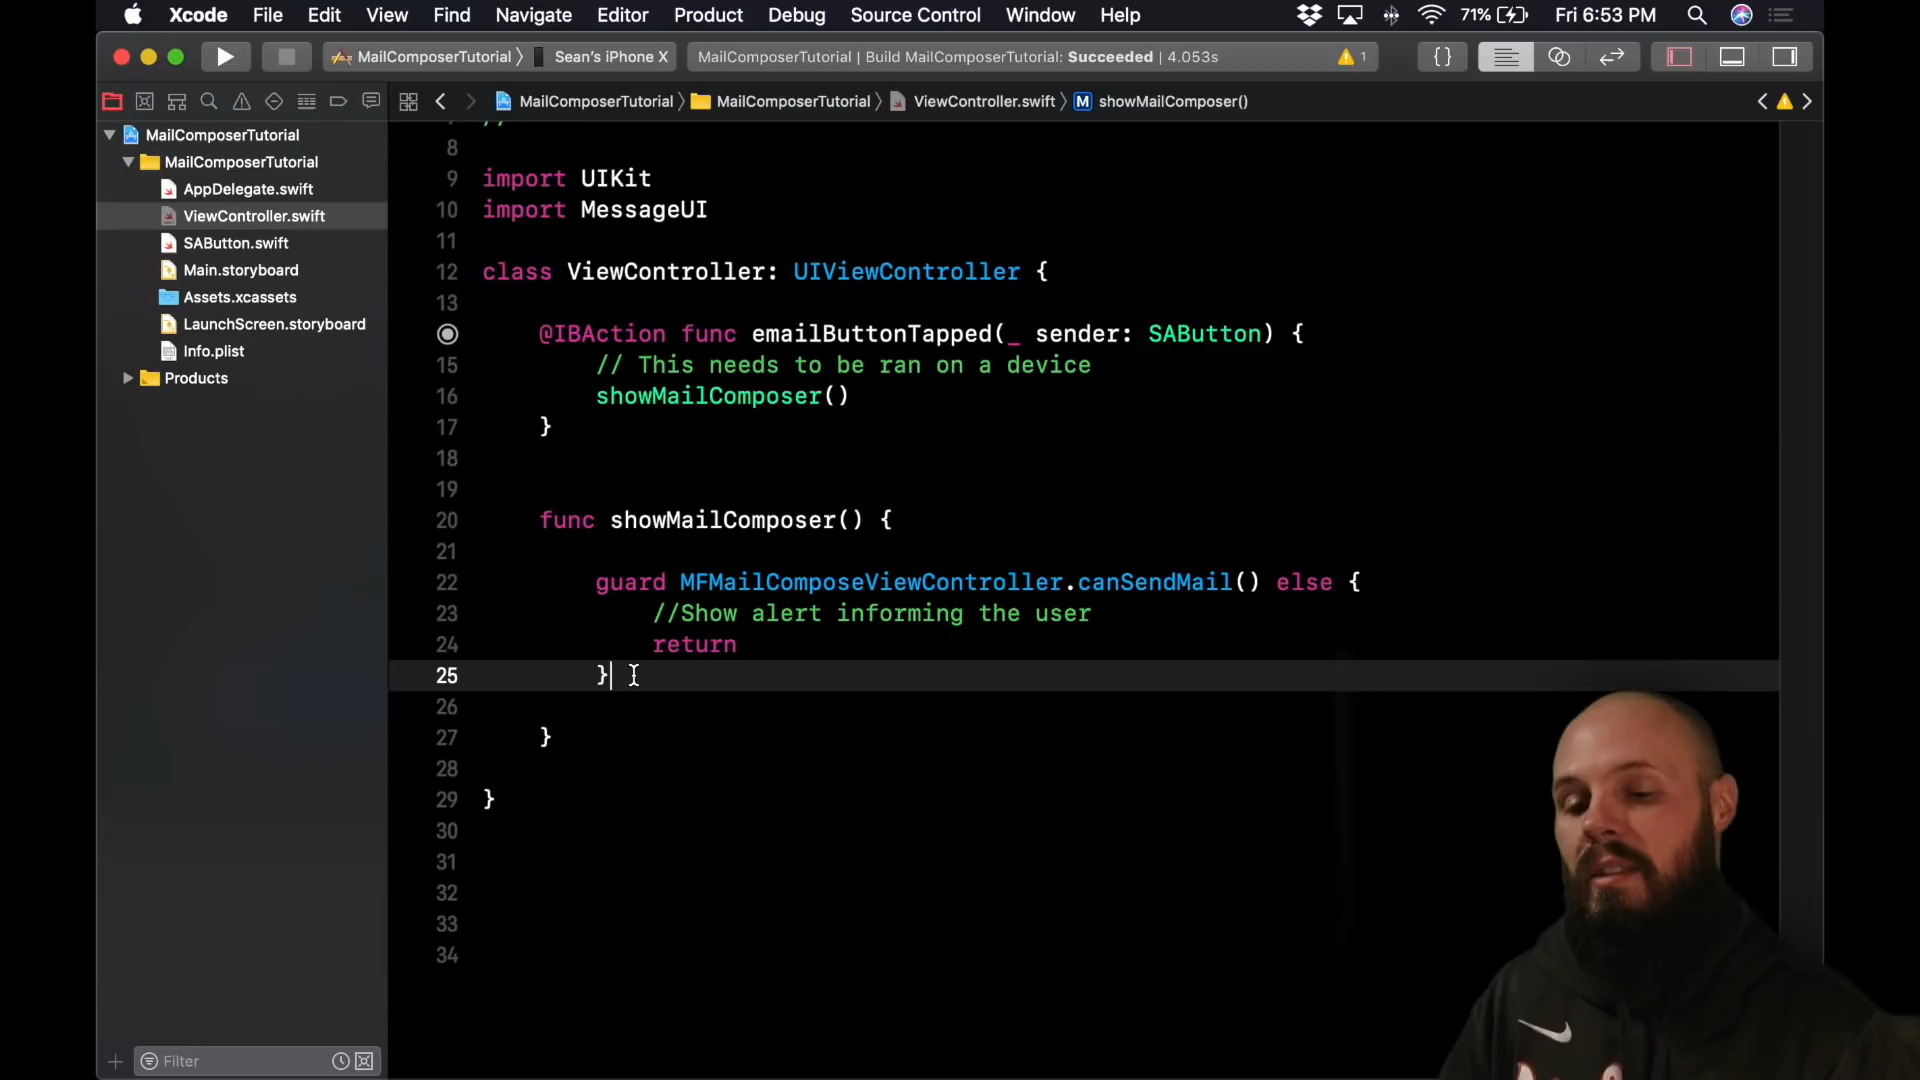 Xcode File Edit View Find Navigate Editor Product Debug Source Control Window Help 71% Fri 6:53 PM
MailComposerTutorial 〉 Sean's iPhone X MailComposerTutorial | Build MailComposerTutorial: Succeeded | 4.053s 1
MailComposerTutorial 〉 MailComposerTutorial 〉 ViewController.swift 〉 M showMailComposer()
MailComposerTutorial
MailComposerTutorial
AppDelegate.swift
ViewController.swift
SAButton.swift
Main.storyboard
Assets.xcassets
LaunchScreen.storyboard
Info.plist
Products
Filter
//
8
9 import UIKit
10 import MessageUI
11
12 class ViewController: UIViewController {
13
@IBAction func emailButtonTapped(_ sender: SAButton) {
15 // This needs to be ran on a device
16 showMailComposer()
17 }
18
19
20 func showMailComposer() {
21
22 guard MFMailComposeViewController.canSendMail() else {
23 //Show alert informing the user
24 return
25 }
26
27 }
28
29 }
30
31
32
33
34